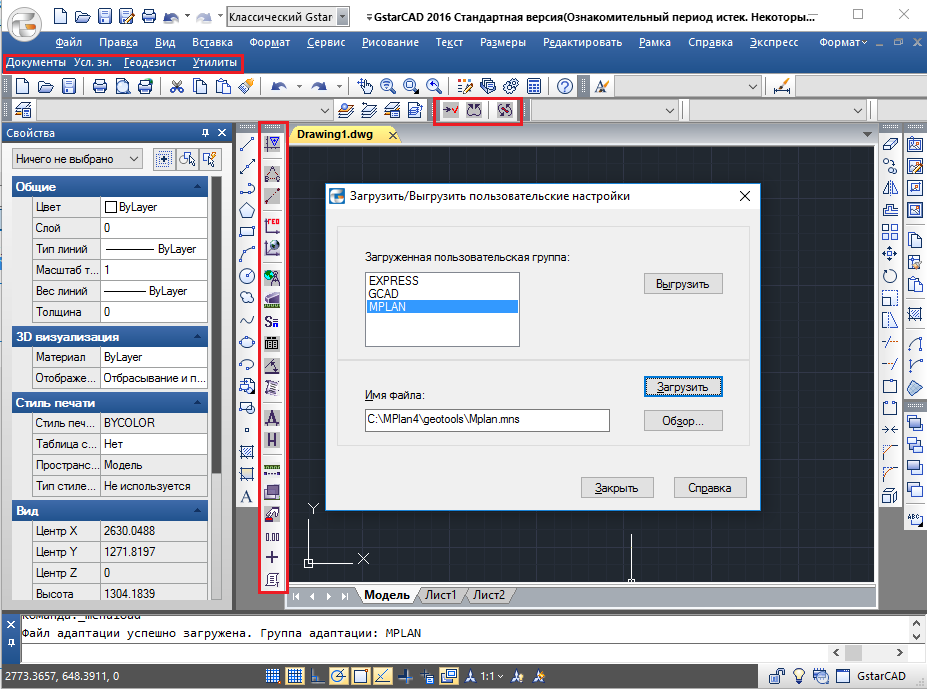 Классический Gstar
GstarCAD 2016 Стандартная версия(Ознакомительный период истек. Некоторы...
Файл Правка Вид Вставка Формат Сервис Рисование Текст Размеры Редактировать Рамка Справка Экспресс Формат
Документы Усл. зн. Геодезист Утилиты
Свойства
Drawing1.dwg
Ничего не выбрано
Общие
Цвет ByLayer
Слой 0
Тип линий ByLayer
Масштаб т... 1
Вес линий ByLayer
Толщина 0
3D визуализация
Материал ByLayer
Отображе... Отбрасывание и п...
Стиль печати
Стиль печ... BYCOLOR
Таблица с... Нет
Пространс... Модель
Тип стиле... Не используется
Вид
Центр X 2630.0488
Центр Y 1271.8197
Центр Z 0
Высота 1304.1839
Загрузить/Выгрузить пользовательские настройки
Загруженная пользовательская группа:
EXPRESS
GCAD
MPLAN
Выгрузить
Загрузить
Имя файла:
C:\MPlan4\geotools\Mplan.mns
Обзор...
Закрыть Справка
Y
X
0.00
ABC
Модель Лист1 Лист2
Команда:_menuload
Файл адаптации успешно загружена. Группа адаптации: MPLAN
2773.3657, 648.3911, 0
1:1
GstarCAD